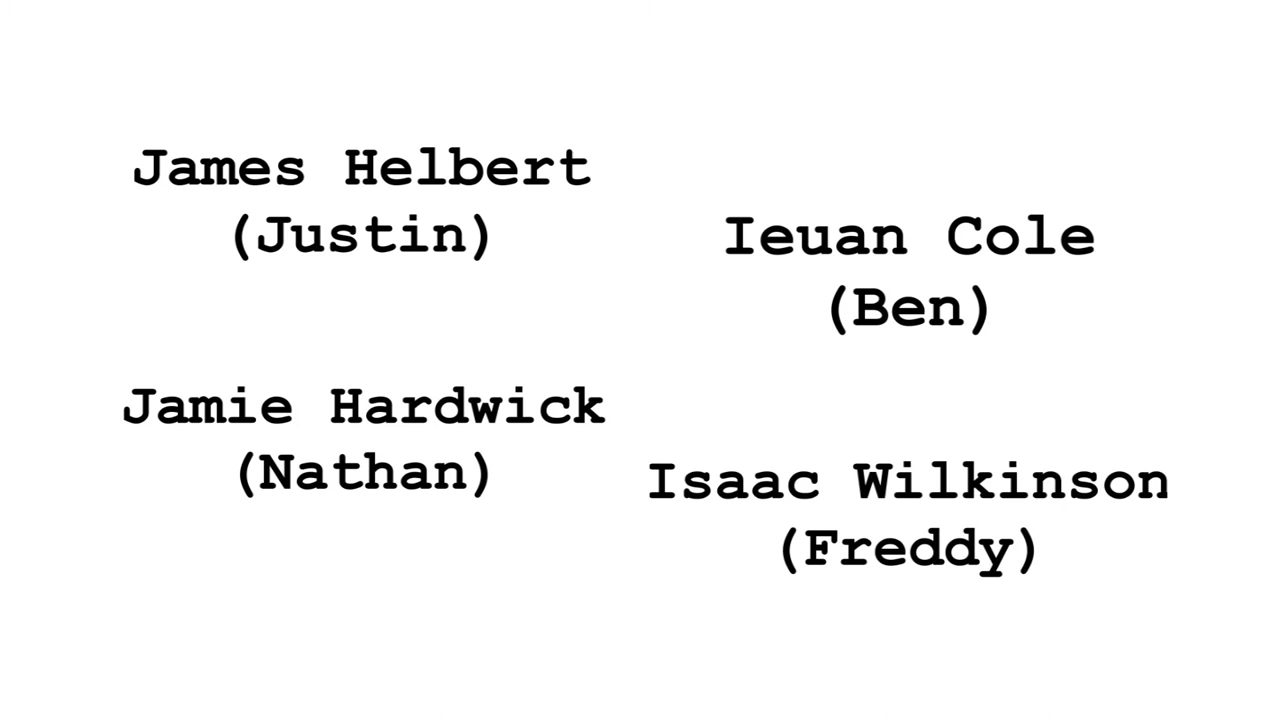 James Helbert
(Justin)
Ieuan Cole
(Ben)
Jamie Hardwick
(Nathan)
Isaac Wilkinson
(Freddy)